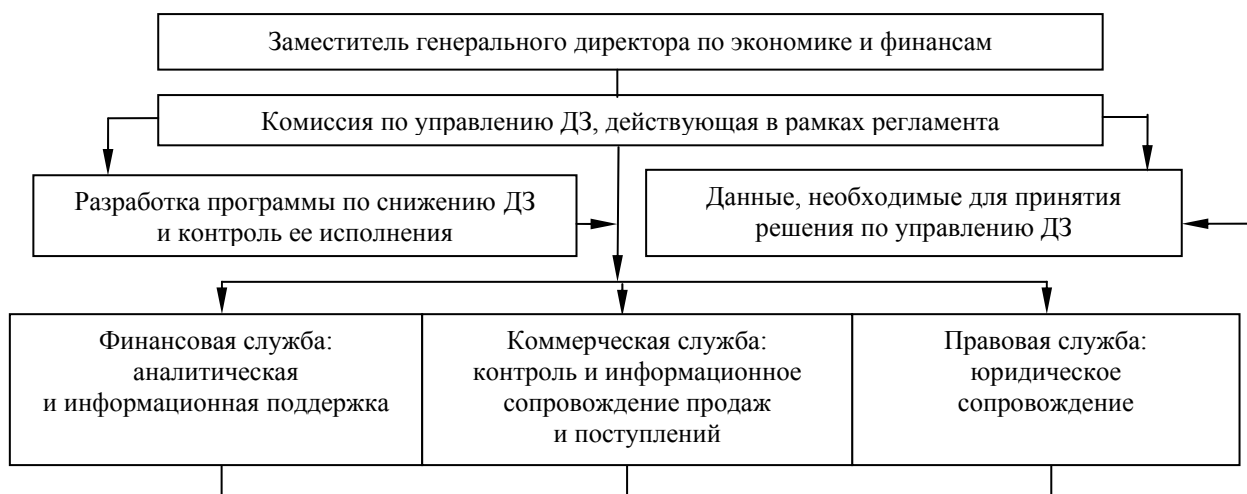 Заместитель генерального директора по экономике и финансам
Комиссия по управлению ДЗ, действующая в рамках регламента
Разработка программы по снижению ДЗ
и контроль ее исполнения
Данные, необходимые для принятия
решения по управлению ДЗ
Финансовая служба:
аналитическая
и информационная поддержка
Коммерческая служба:
контроль и информационное
сопровождение продаж
и поступлений
Правовая служба:
юридическое
сопровождение